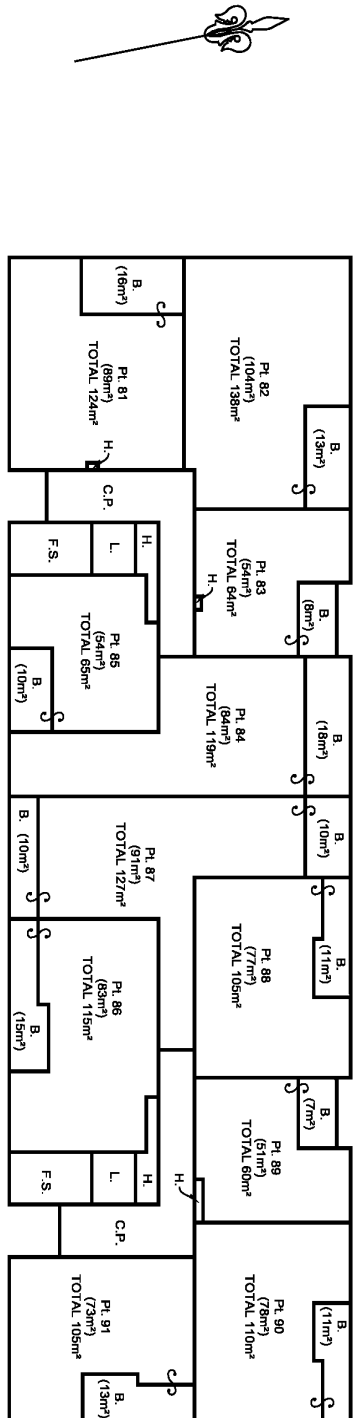 B.
(16m²)
Pt. 81
(89m²)
TOTAL 124m²
H.
Pt. 82
(104m²)
TOTAL 138m²
B.
(13m²)
C.P.
F.S.
L.
H.
Pt. 83
(54m²)
TOTAL 64m²
H.
B.
(8m²)
Pt. 85
(54m²)
TOTAL 65m²
B.
(10m²)
Pt. 84
(84m²)
TOTAL 119m²
B.
(18m²)
B.
(10m²)
Pt. 87
(91m²)
TOTAL 127m²
B. (10m²)
Pt. 88
(77m²)
TOTAL 105m²
B.
(11m²)
Pt. 86
(83m²)
TOTAL 115m²
B.
(15m²)
B.
(7m²)
Pt. 89
(51m²)
TOTAL 60m²
H.
F.S.
L.
H.
C.P.
Pt. 91
(73m²)
TOTAL 105m²
B.
(13m²)
Pt. 90
(78m²)
TOTAL 110m²
B.
(11m²)